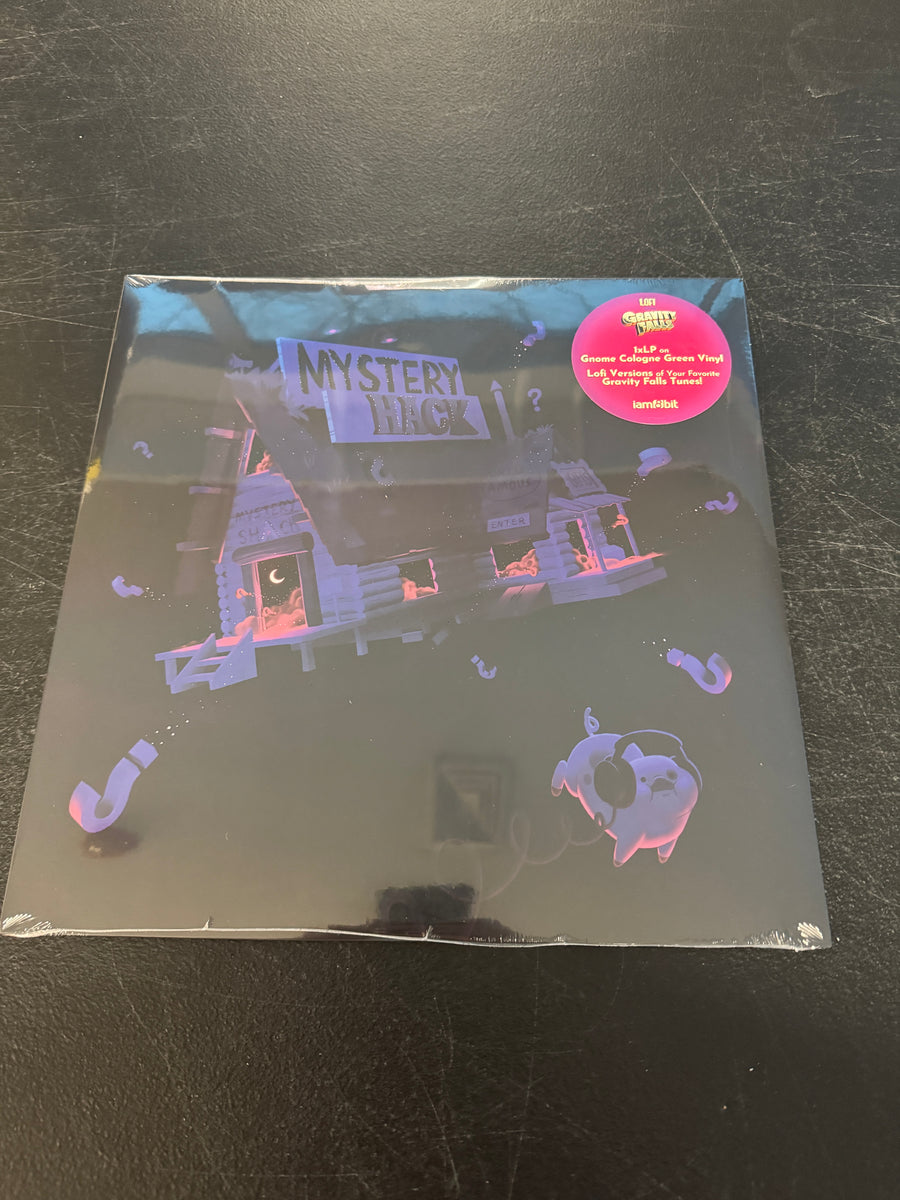 LOFI
GRAVITY
FALLS
1xLP on
Gnome Cologne Green Vinyl
Lofi Versions of Your Favorite
Gravity Falls Tunes!
iam8bit
MYSTERY
HACK
?
FAMOUS
ENTER
MYSTERY
SHACK